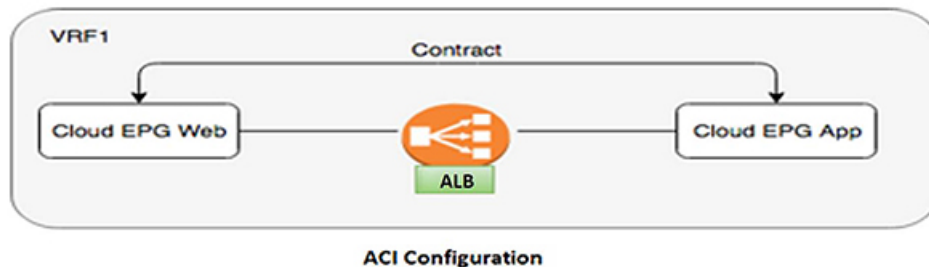 VRF1
Contract
Cloud EPG Web
Cloud EPG App
ALB
ACI Configuration